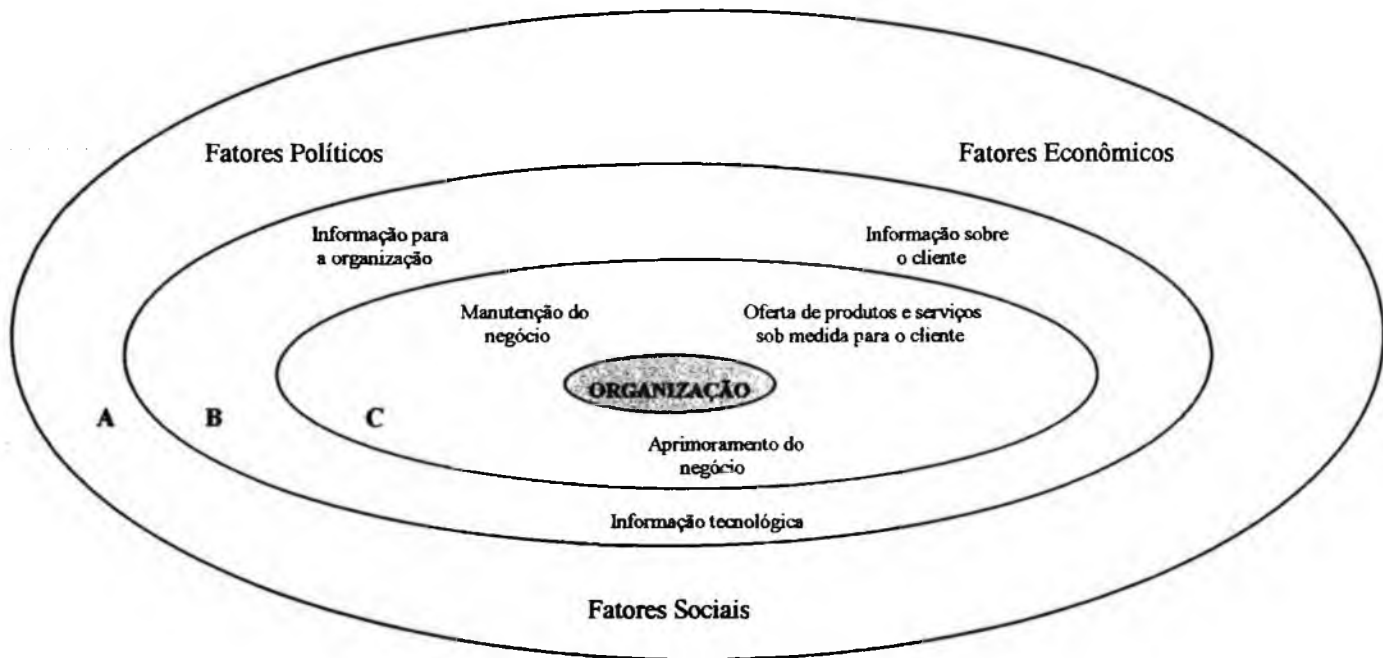 Fatores Políticos
Fatores Econômicos
Informação para
a organização
Informação sobre
o cliente
Manutenção do
negócio
Oferta de produtos e serviços
sob medida para o cliente
ORGANIZAÇÃO
A
B
C
Aprimoramento do
negócio
Informação tecnológica
Fatores Sociais